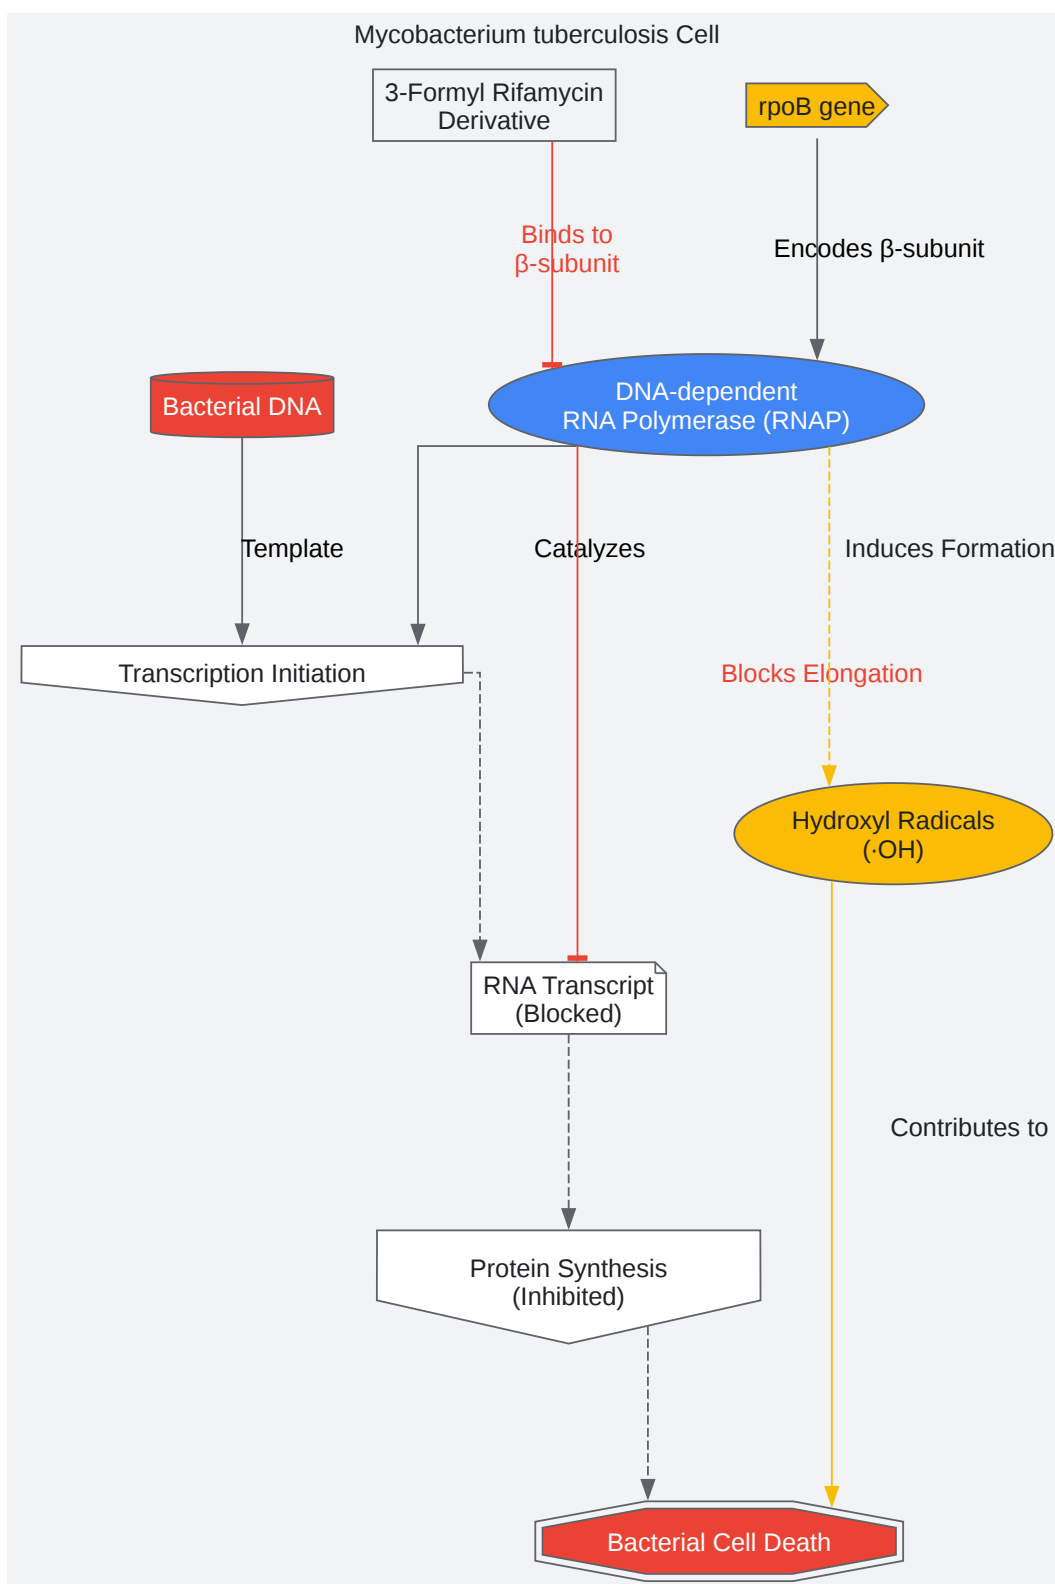 Mycobacterium tuberculosis Cell
3-Formyl Rifamycin
Derivative
rpoB gene
Binds to
β-subunit
Encodes β-subunit
Bacterial DNA
DNA-dependent
RNA Polymerase (RNAP)
Template
Catalyzes
Induces Formation
Transcription Initiation
Blocks Elongation
Hydroxyl Radicals
(·OH)
RNA Transcript
(Blocked)
Contributes to
Protein Synthesis
(Inhibited)
Bacterial Cell Death